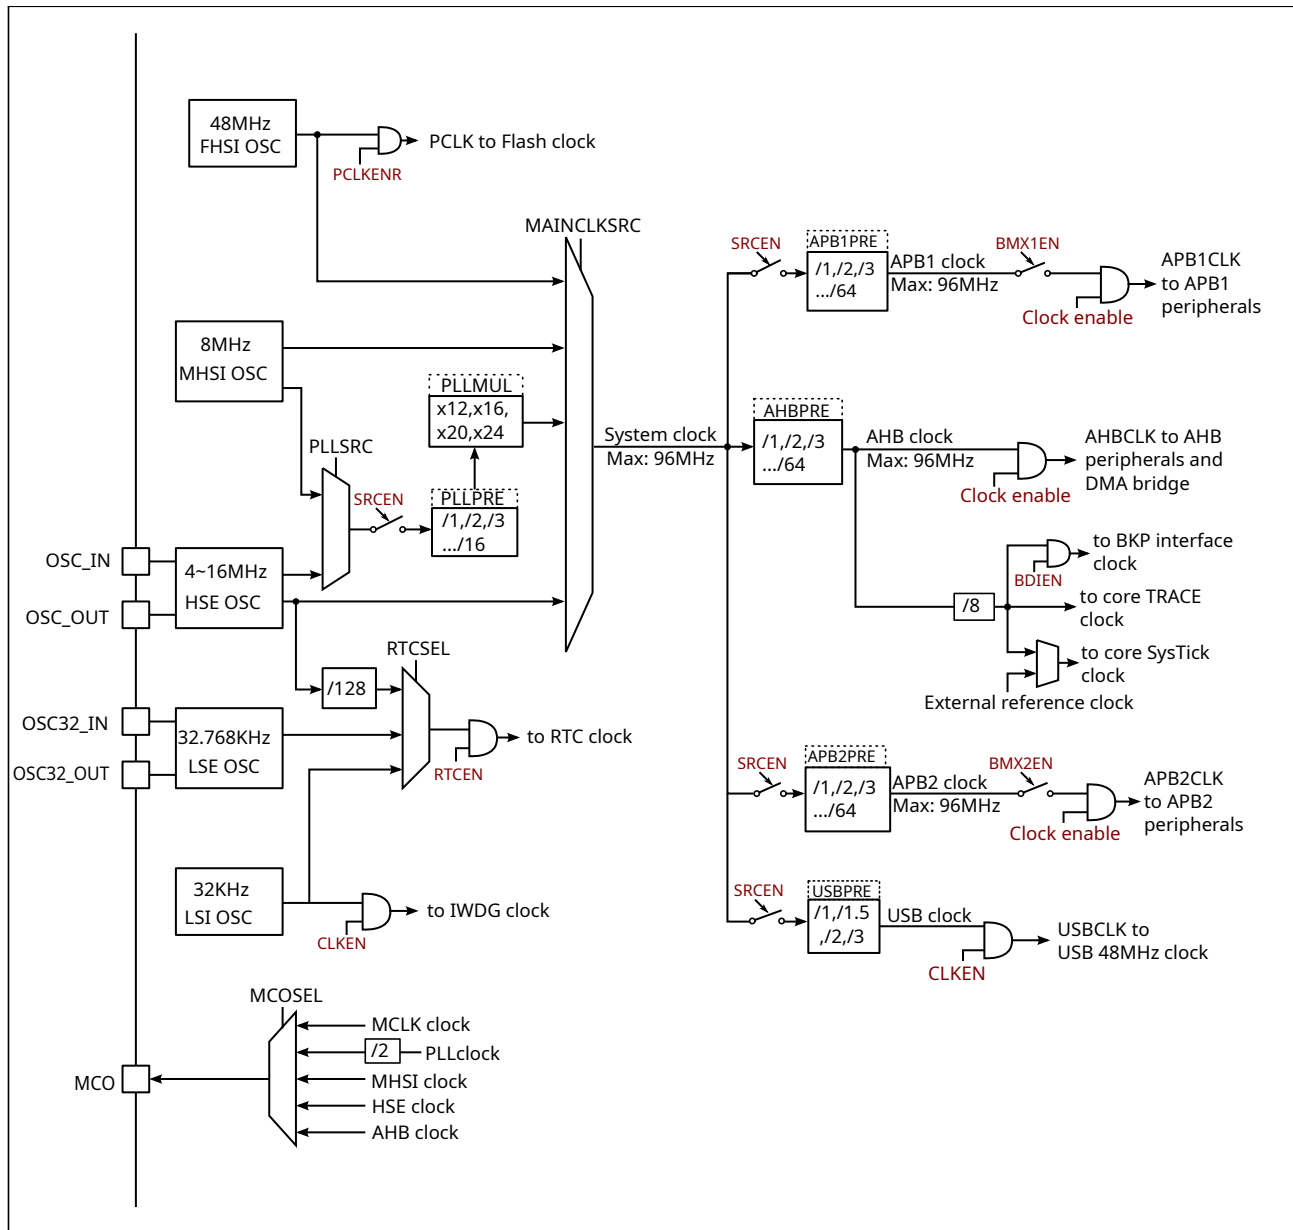 48MHz
FHSI OSC
PCLK to Flash clock
PCLKENR
MAINCLKSRC
8MHz
MHSI OSC
PLLMUL
x12,x16,
x20,x24
PLLSRC
SRCEN
PLLPRE
/1,/2,/3
.../16
OSC_IN
OSC_OUT
4~16MHz
HSE OSC
RTCSEL
/128
OSC32_IN
OSC32_OUT
32.768KHz
LSE OSC
to RTC clock
RTCEN
32KHz
LSI OSC
to IWDG clock
CLKEN
MCOSEL
MCLK clock
/2
PLLclock
MHSI clock
HSE clock
AHB clock
MCO
System clock
Max: 96MHz
SRCEN
APB1PRE
/1,/2,/3
.../64
APB1 clock
Max: 96MHz
BMX1EN
Clock enable
APB1CLK
to APB1
peripherals
AHBPRE
/1,/2,/3
.../64
AHB clock
Max: 96MHz
Clock enable
AHBCLK to AHB
peripherals and
DMA bridge
to BKP interface
clock
BDIEN
/8
to core TRACE
clock
to core SysTick
clock
External reference clock
SRCEN
APB2PRE
/1,/2,/3
.../64
APB2 clock
Max: 96MHz
BMX2EN
Clock enable
APB2CLK
to APB2
peripherals
SRCEN
USBPRE
/1,/1.5
,/2,/3
USB clock
CLKEN
USBCLK to
USB 48MHz clock